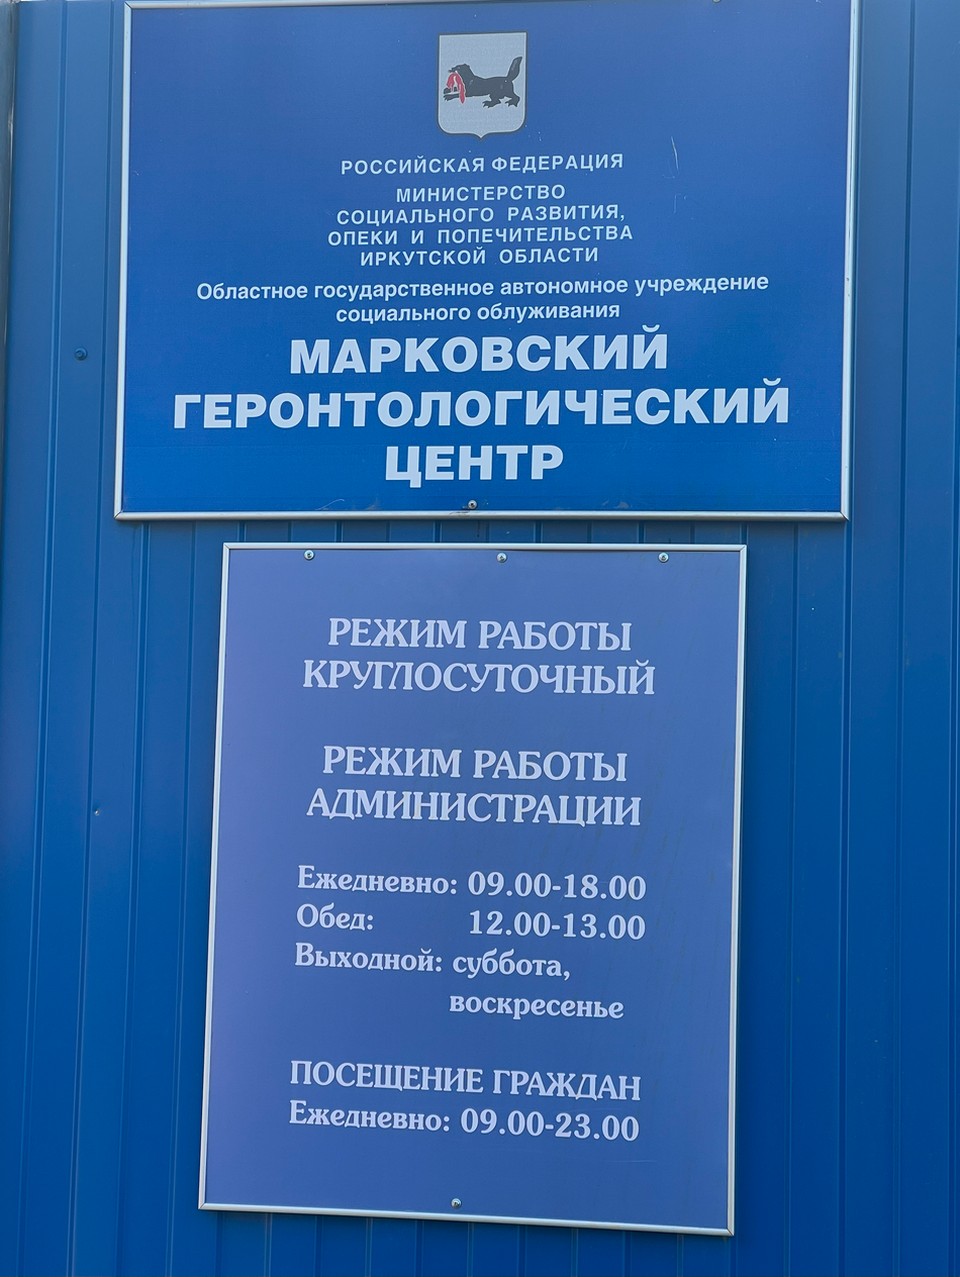 РОССИЙСКАЯ ФЕДЕРАЦИЯ
МИНИСТЕРСТВО
СОЦИАЛЬНОГО РАЗВИТИЯ,
ОПЕКИ И ПОПЕЧИТЕЛЬСТВА
ИРКУТСКОЙ ОБЛАСТИ
Областное государственное автономное учреждение
социального облуживания
МАРКОВСКИЙ
ГЕРОНТОЛОГИЧЕСКИЙ
ЦЕНТР
РЕЖИМ РАБОТЫ
КРУГЛОСУТОЧНЫЙ
РЕЖИМ РАБОТЫ
АДМИНИСТРАЦИИ
Ежедневно: 09.00-18.00
Обед: 12.00-13.00
Выходной: суббота,
воскресенье
ПОСЕЩЕНИЕ ГРАЖДАН
Ежедневно: 09.00-23.00